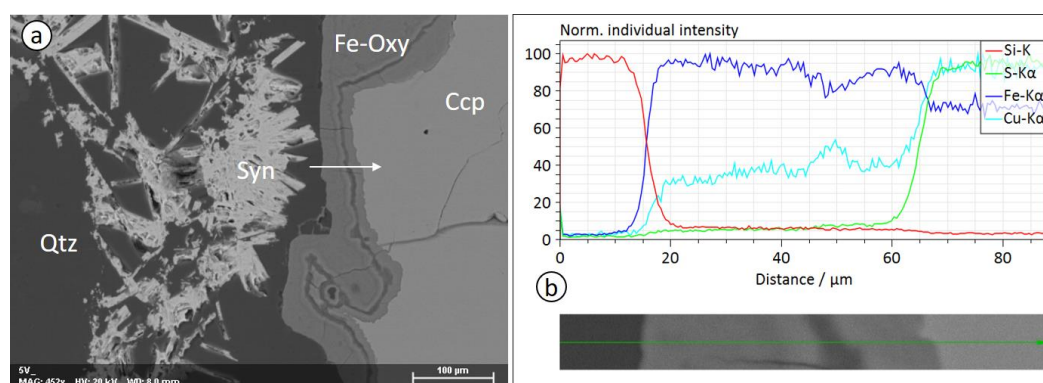 a
Fe-Oxy
Ccp
Syn
Qtz
5V_
MAG: 452x HV: 20 kV WD: 8.0 mm
100 µm
Norm. individual intensity
100
80
60
40
20
0
0 20 40 60 80
Distance / µm
Si-K
S-Kα
Fe-Kα
Cu-Kα
b